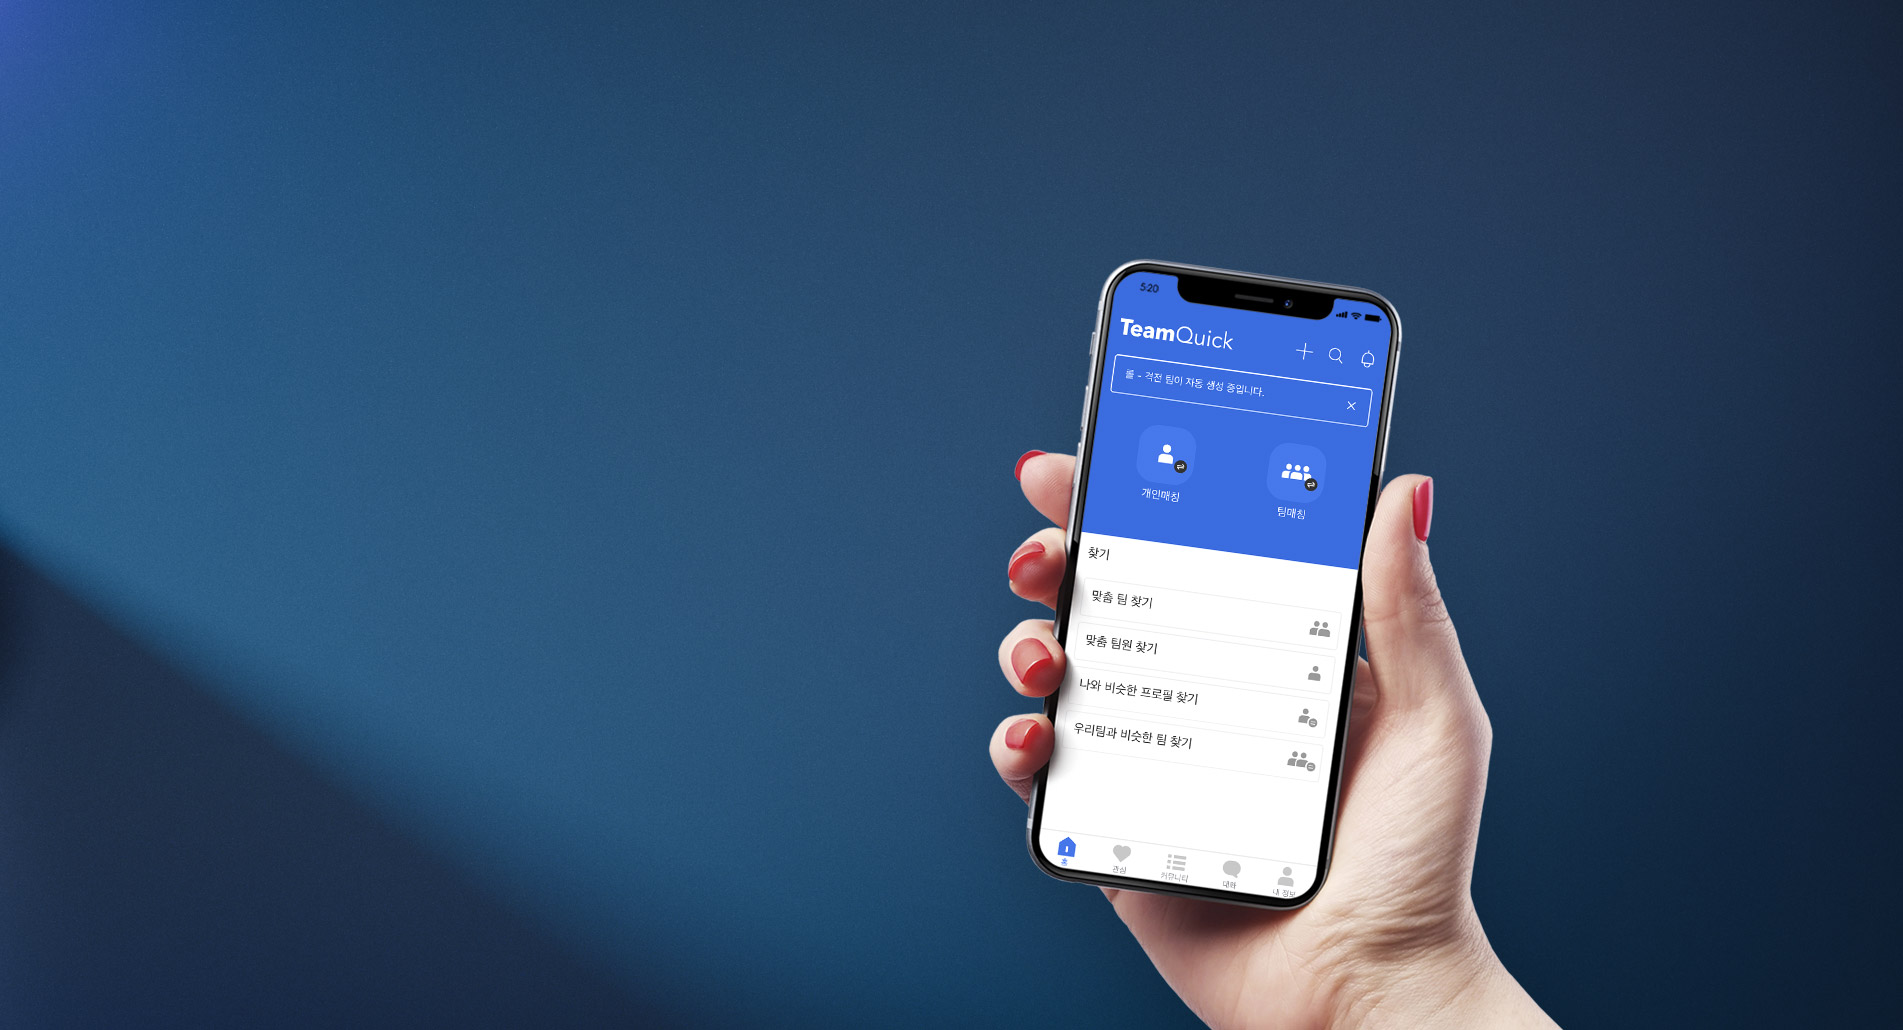 5:20
TeamQuick
롤 - 격전 팀이 자동 생성 중입니다.
개인매칭
팀매칭
찾기
맞춤 팀 찾기
맞춤 팀원 찾기
나와 비슷한 프로필 찾기
우리팀과 비슷한 팀 찾기
홈
관심
커뮤니티
대화
내 정보